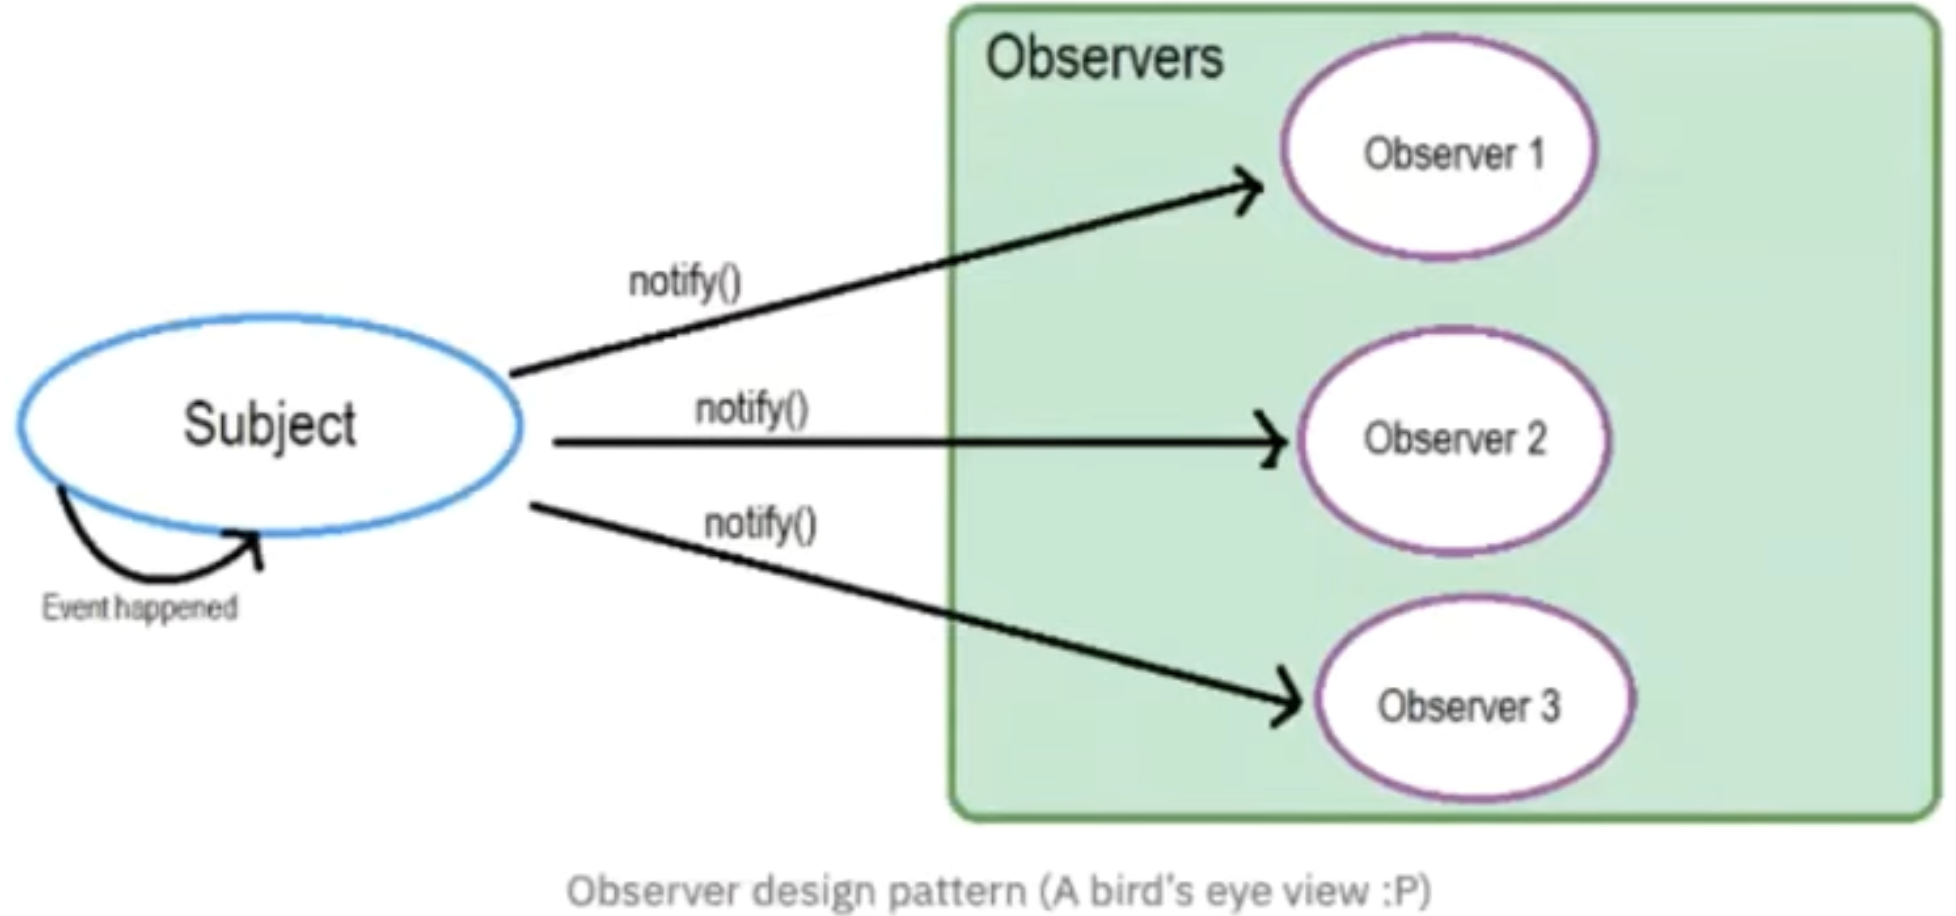 Observers
Observer 1
notify()
notify()
Subject
Observer 2
notify()
Event happened
Observer 3
Observer design pattern (A bird's eye view :P)